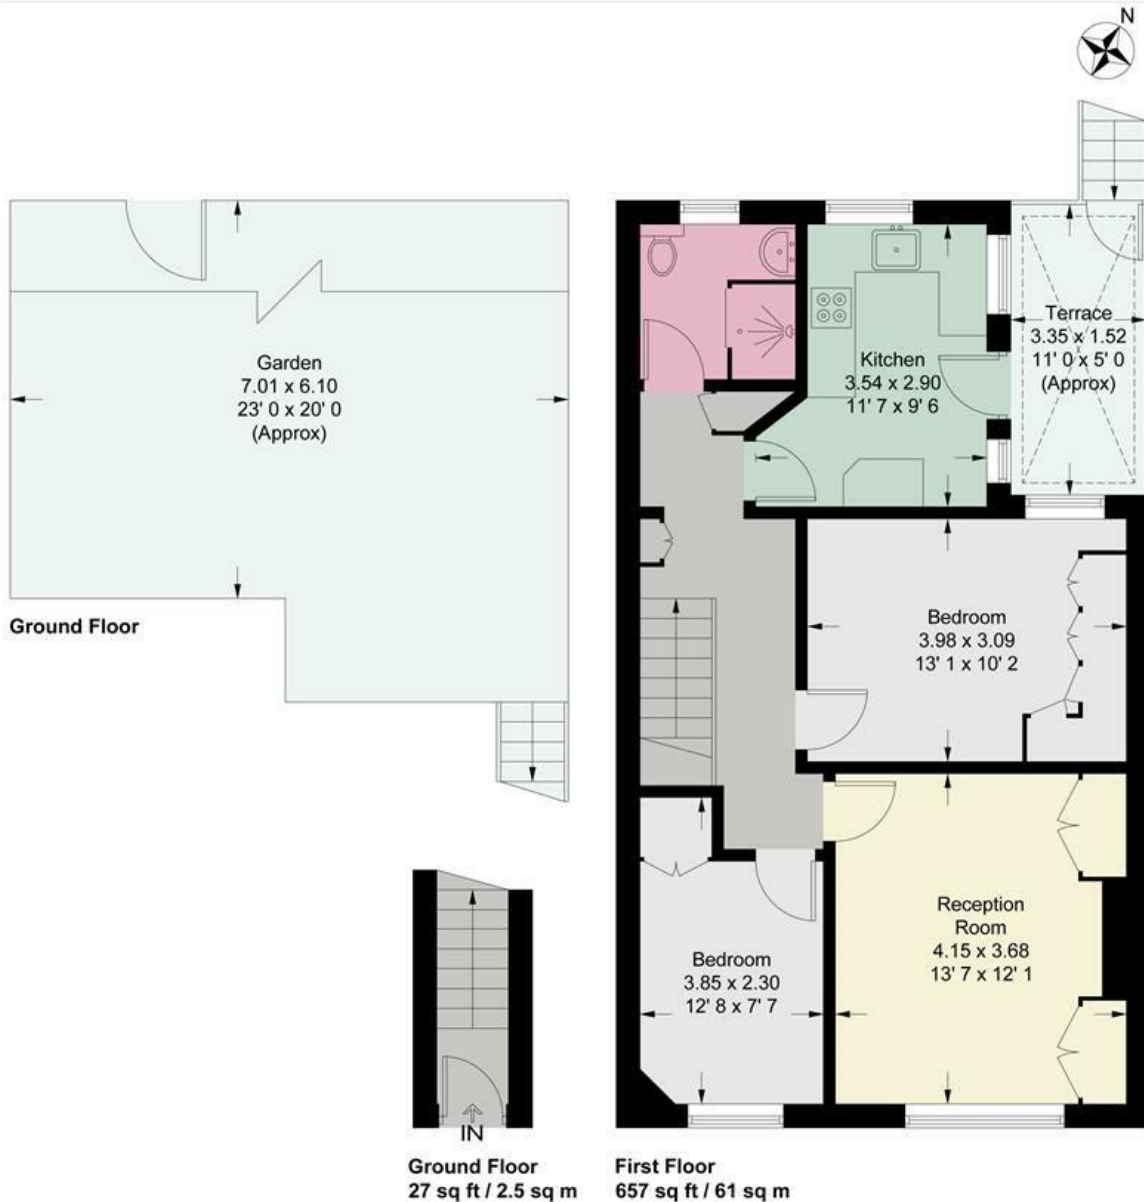 N
Garden
7.01 x 6.10
23' 0 x 20' 0
(Approx)
Ground Floor
Terrace
3.35 x 1.52
11' 0 x 5' 0
(Approx)
Kitchen
3.54 x 2.90
11' 7 x 9' 6
Bedroom
3.98 x 3.09
13' 1 x 10' 2
Reception
Room
4.15 x 3.68
13' 7 x 12' 1
Bedroom
3.85 x 2.30
12' 8 x 7' 7
IN
Ground Floor
27 sq ft / 2.5 sq m
First Floor
657 sq ft / 61 sq m